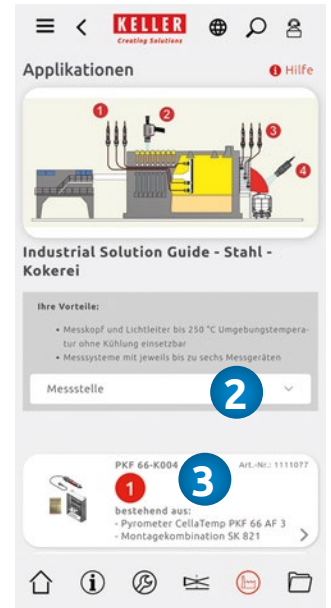 KELLER
Creating Solutions
Applikationen
Hilfe
1
2
3
4
Industrial Solution Guide - Stahl -
Kokerei
Ihre Vorteile:
• Messkopf und Lichtleiter bis 250 °C Umgebungstempera-
tur ohne Kühlung einsetzbar
• Messsysteme mit jeweils bis zu sechs Messgeräten
Messstelle
2
PKF 66-K004
Art.-Nr.: 1111077
1
3
bestehend aus:
- Pyrometer CellaTemp PKF 66 AF 3
- Montagekombination SK 821